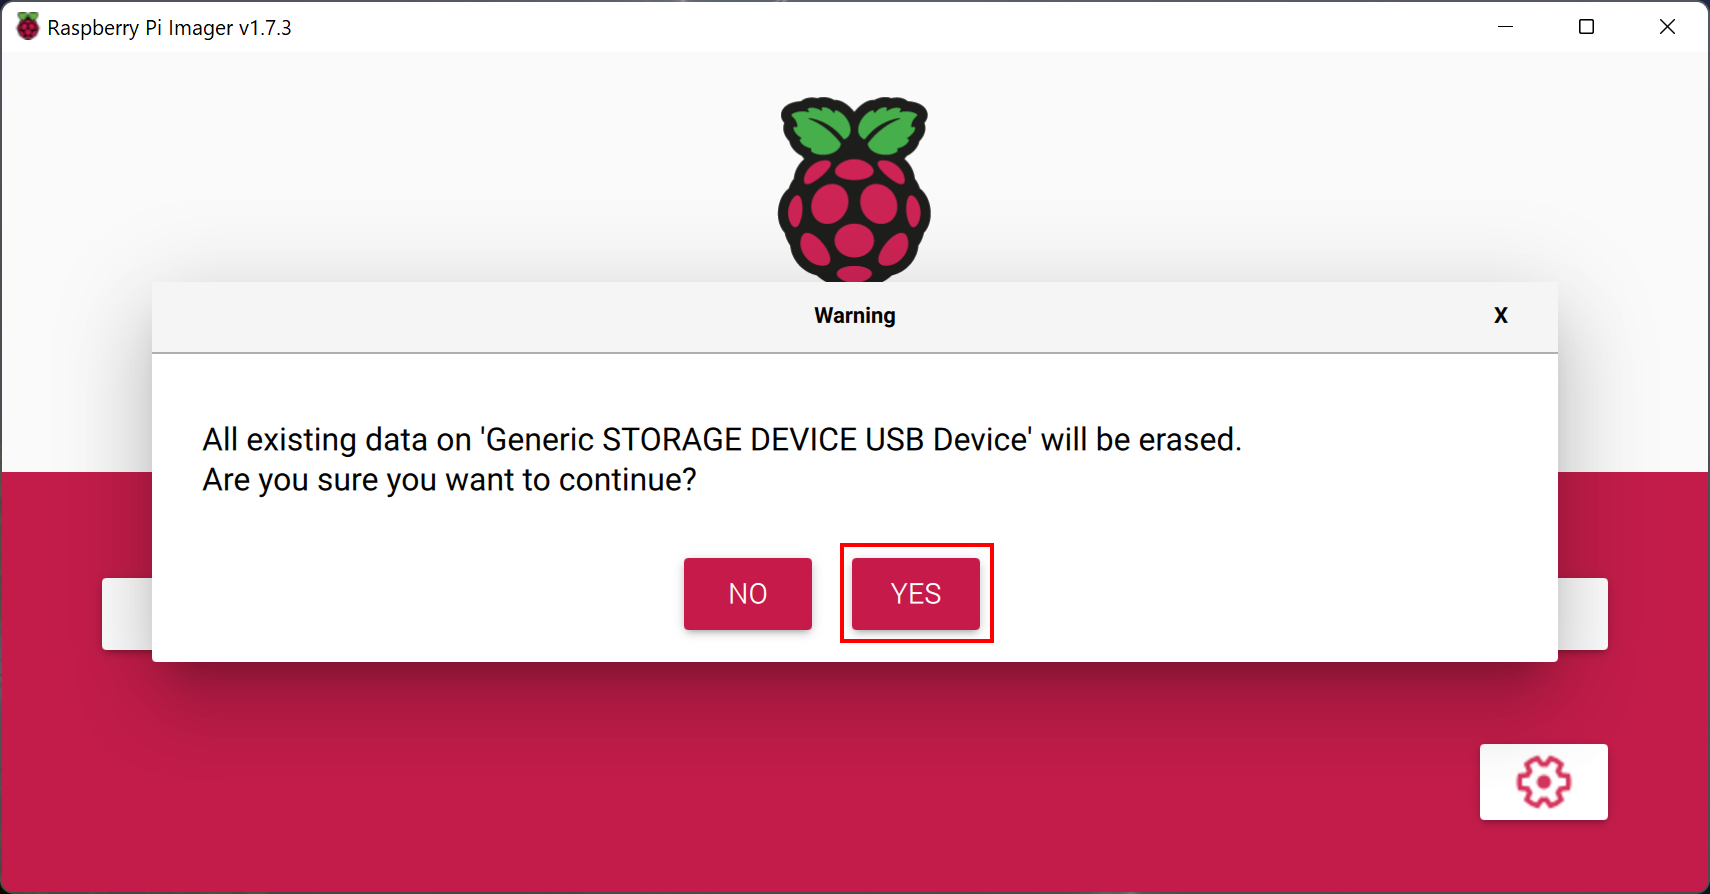 Raspberry Pi Imager v1.7.3
Warning
X
All existing data on 'Generic STORAGE DEVICE USB Device' will be erased.
Are you sure you want to continue?
NO
YES